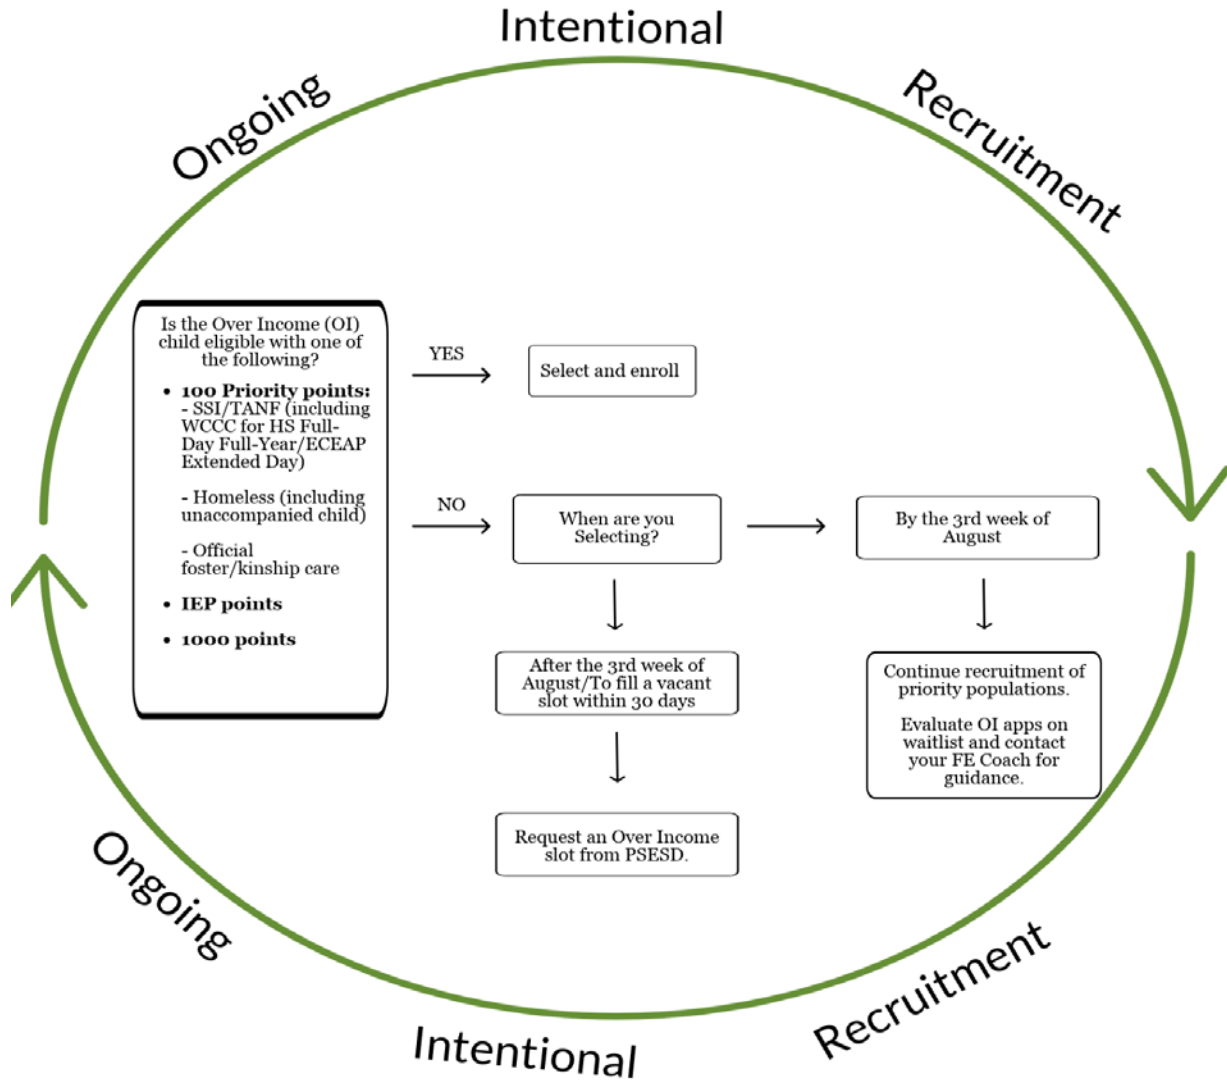 Ongoing
Intentional
Recruitment
Is the Over Income (OI)
child eligible with one of
the following?
• 100 Priority points:
- SSI/TANF (including
WCCC for HS Full-
Day Full-Year/ECEAP
Extended Day)
- Homeless (including
unaccompanied child)
- Official
foster/kinship care
• IEP points
• 1000 points
YES
Select and enroll
NO
When are you
Selecting?
By the 3rd week of
August
After the 3rd week of
August/To fill a vacant
slot within 30 days
Continue recruitment of
priority populations.
Evaluate OI apps on
waitlist and contact
your FE Coach for
guidance.
Request an Over Income
slot from PSESD.
Ongoing
Intentional
Recruitment